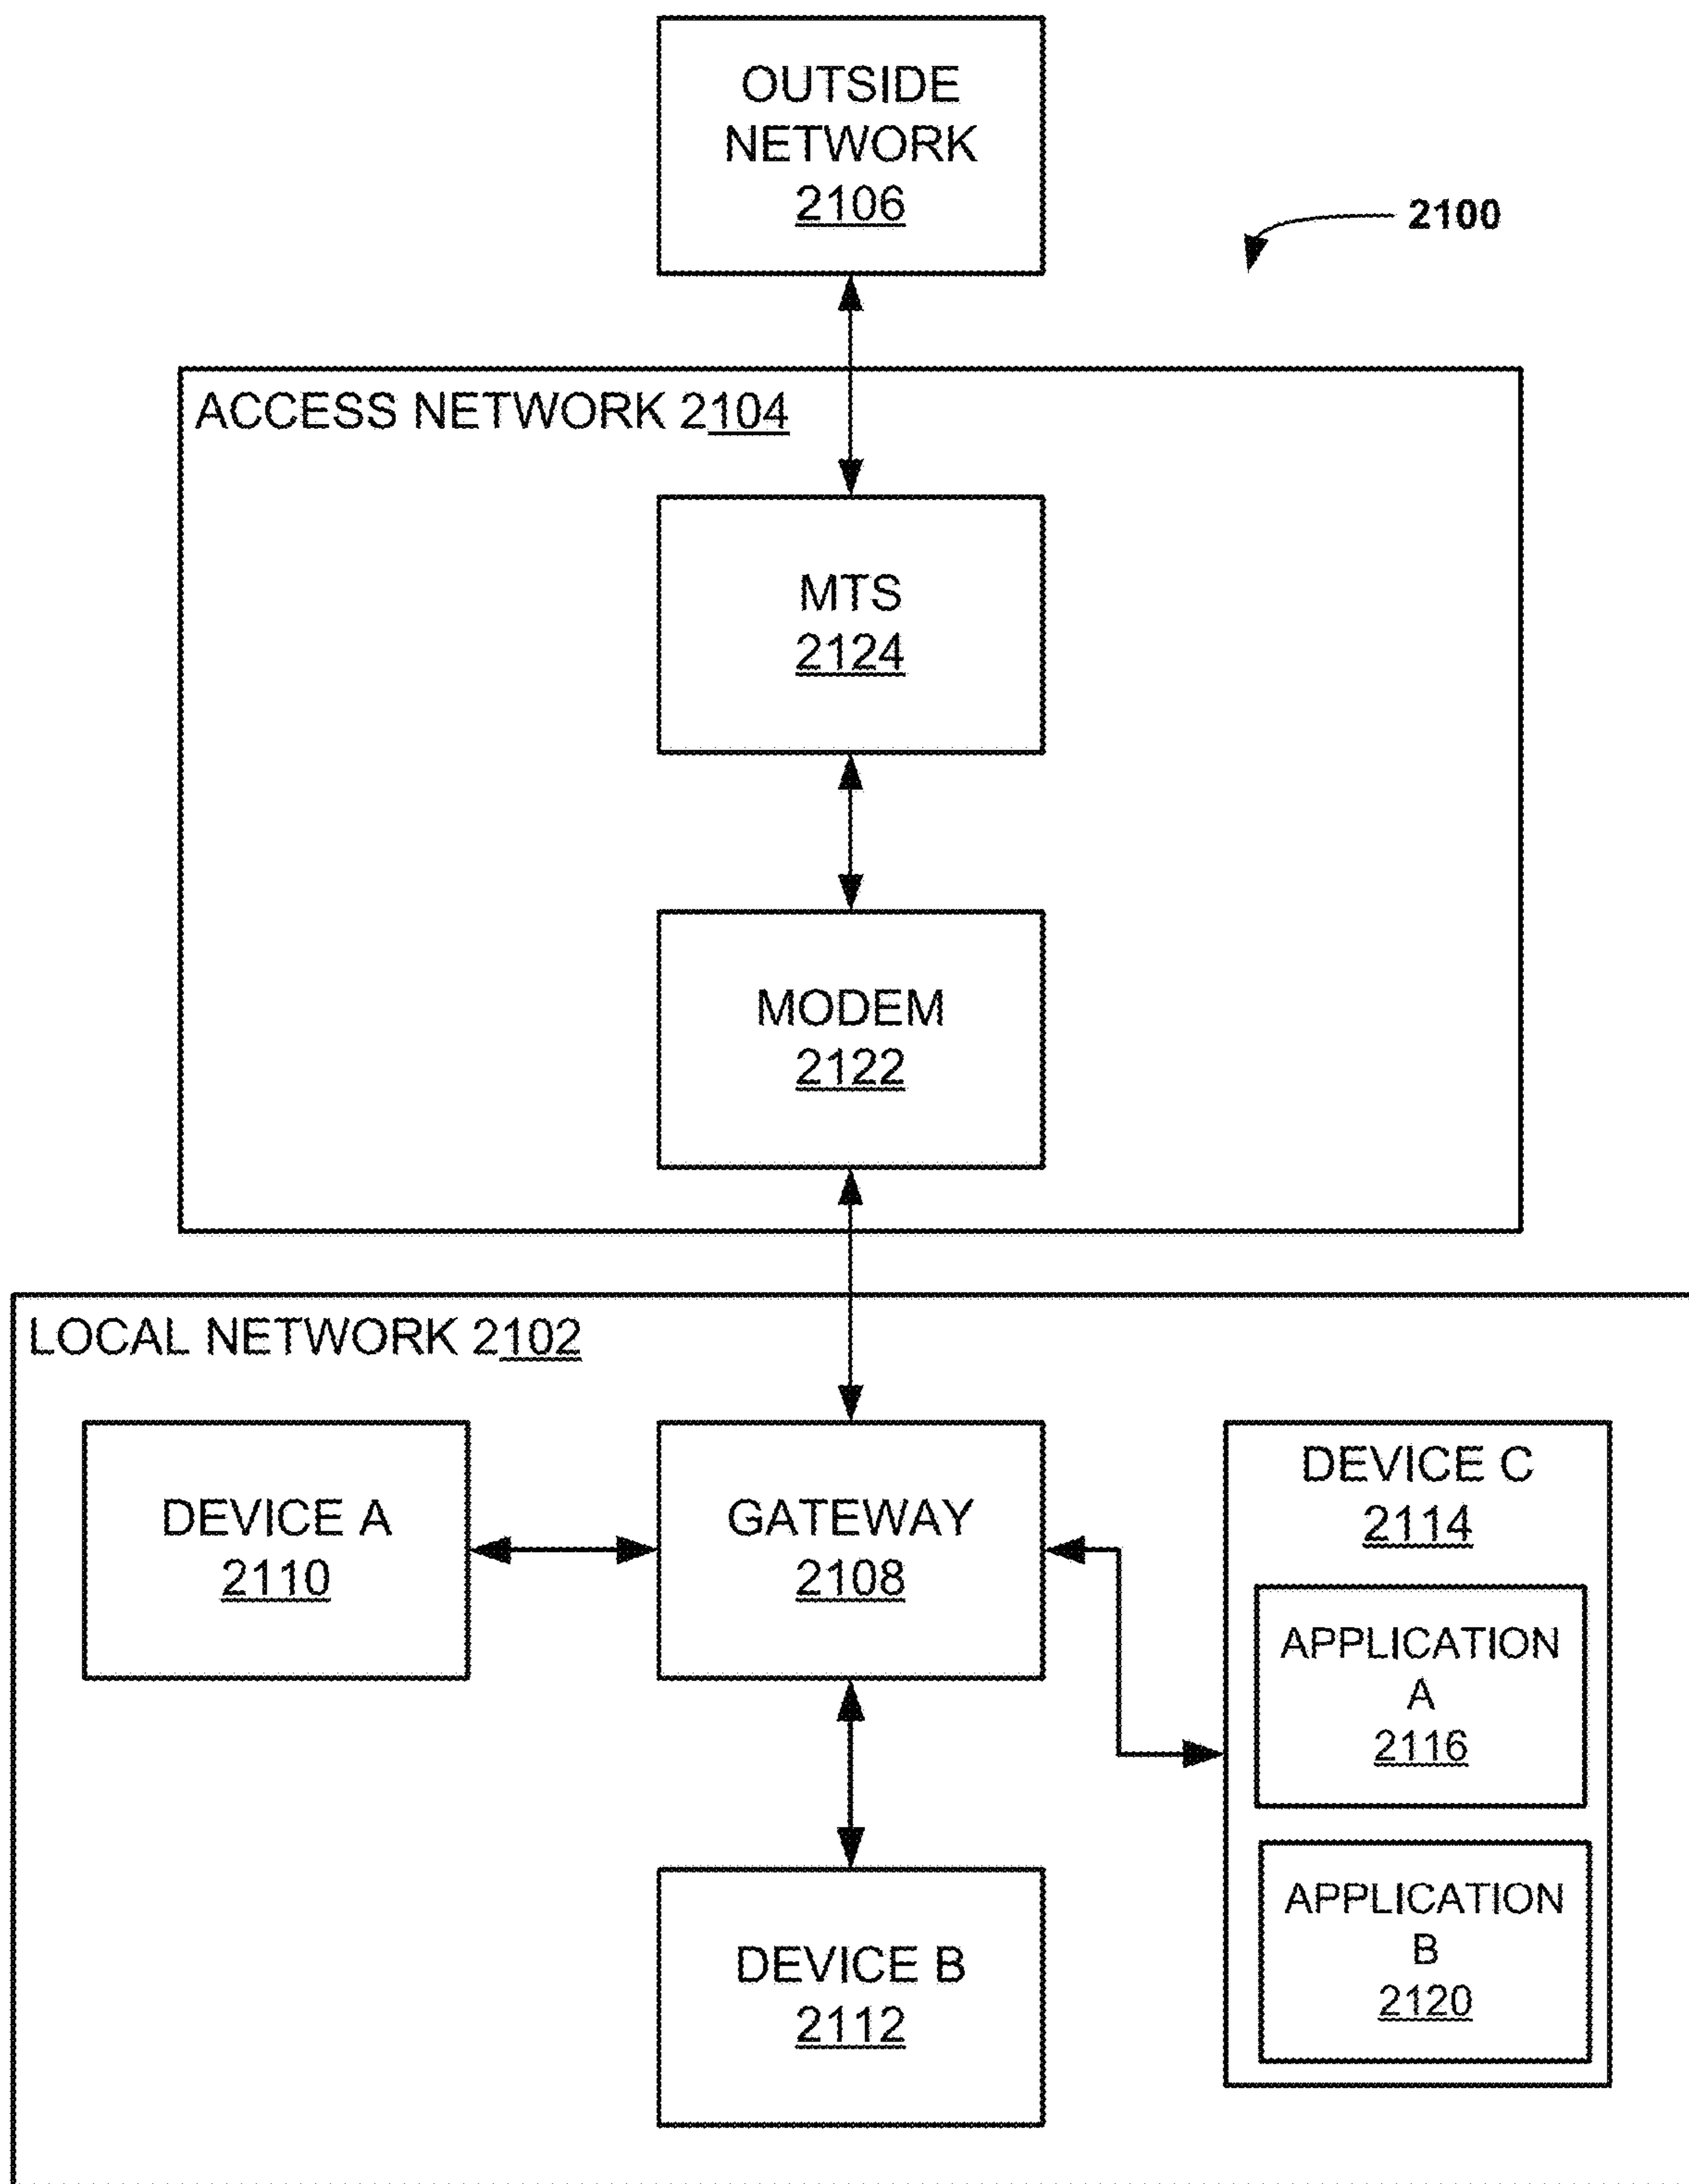 OUTSIDE
NETWORK
2106
2100
ACCESS NETWORK 2104
MTS
2124
MODEM
2122
LOCAL NETWORK 2102
DEVICE A
2110
GATEWAY
2108
DEVICE C
2114
APPLICATION
A
2116
APPLICATION
B
2120
DEVICE B
2112